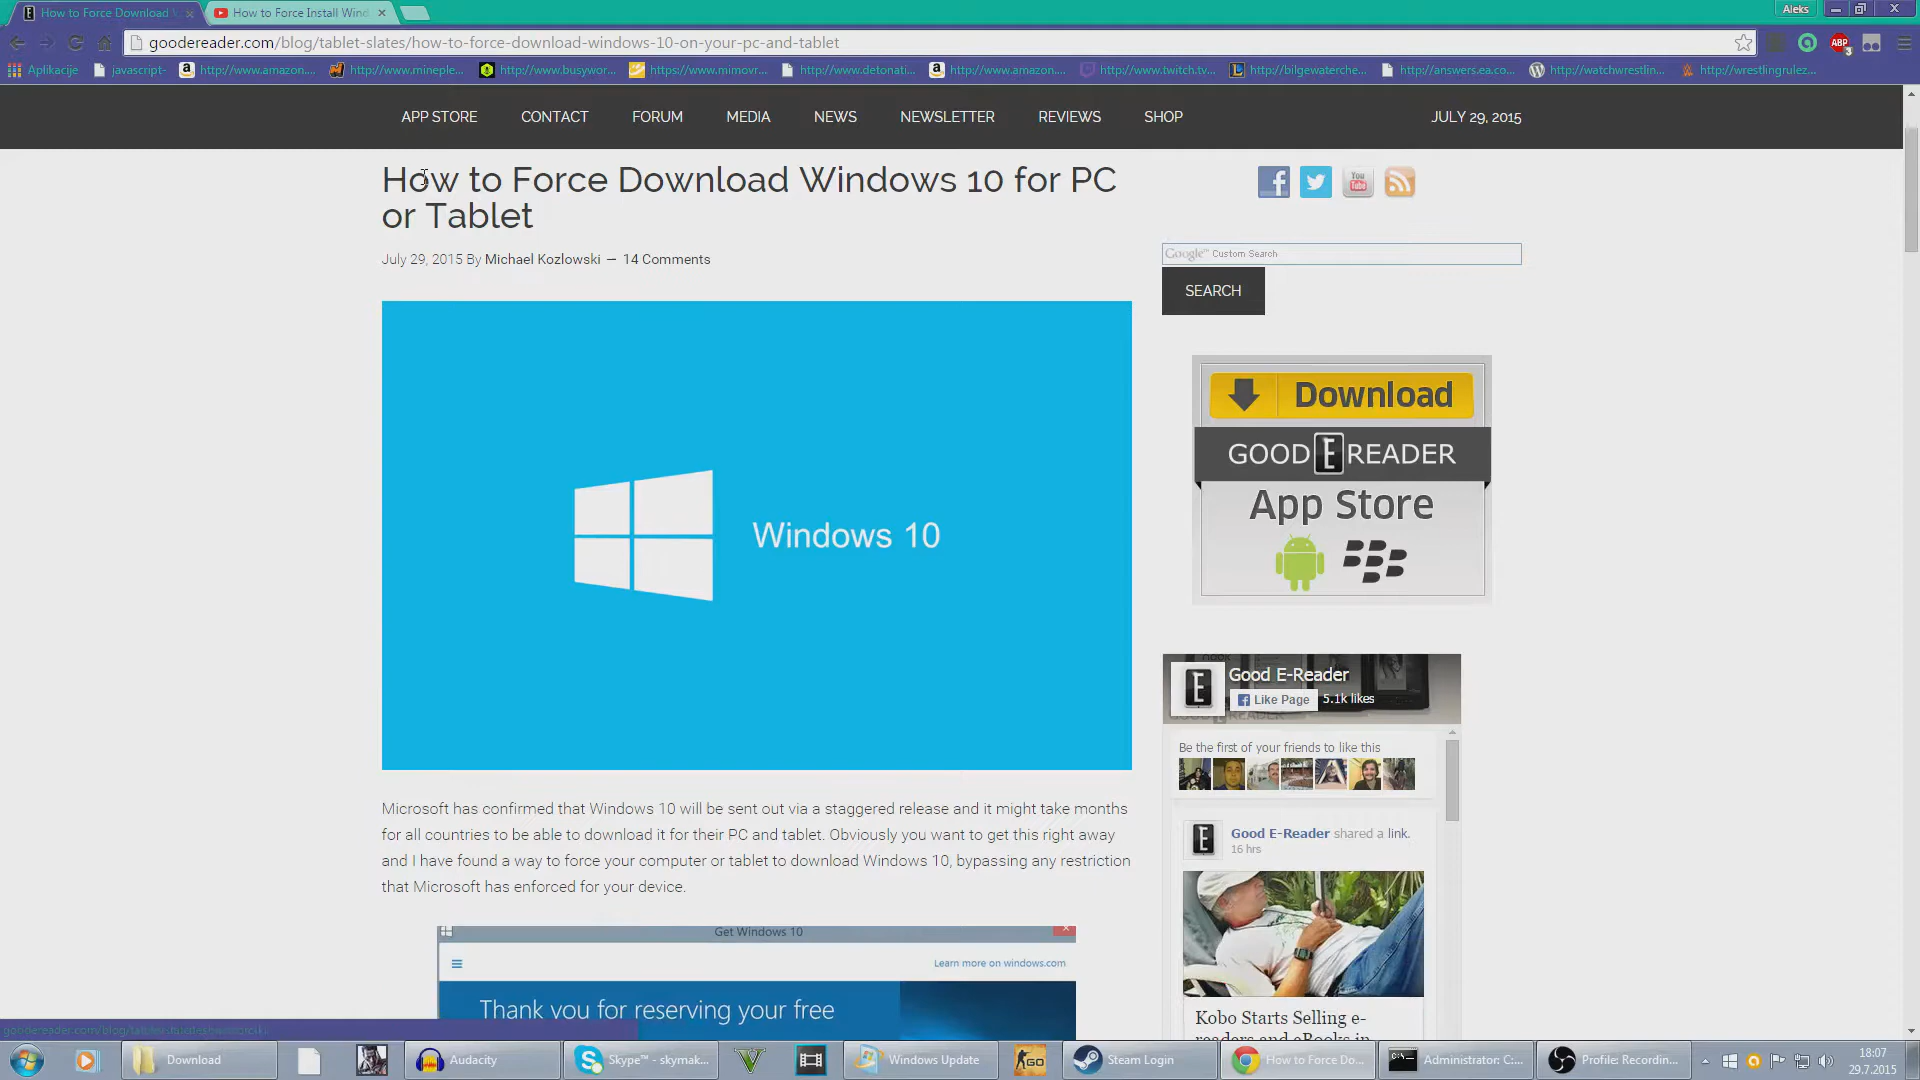 How to Force Download
How to Force Install Wind
Aleks
goodereader.com/blog/tablet-slates/how-to-force-download-windows-10-on-your-pc-and-tablet
ABP
3
Aplikacije
javascript-
http://www.amazon....
http://www.mineple...
http://www.busywor...
https://www.mimovr...
http://www.detonati...
http://www.amazon....
http://www.twitch.tv...
http://bilgewaterche...
http://answers.ea.co...
http://watchwrestlin...
http://wrestlingrulez...
APP STORE
CONTACT
FORUM
MEDIA
NEWS
NEWSLETTER
REVIEWS
SHOP
JULY 29, 2015
How to Force Download Windows 10 for PC
or Tablet
July 29, 2015 By Michael Kozlowski — 14 Comments
You
Tube
Google™ Custom Search
SEARCH
Windows 10
Download
GOOD E READER
App Store
Good E-Reader
Like Page
5.1k likes
Be the first of your friends to like this
Good E-Reader shared a link.
16 hrs
Kobo Starts Selling e-
readers and eBooks in
Microsoft has confirmed that Windows 10 will be sent out via a staggered release and it might take months
for all countries to be able to download it for their PC and tablet. Obviously you want to get this right away
and I have found a way to force your computer or tablet to download Windows 10, bypassing any restriction
that Microsoft has enforced for your device.
Get Windows 10
Learn more on windows.com
Thank you for reserving your free
Download
Audacity
Skype™ - skymak...
Windows Update
GO
Steam Login
How to Force Do...
Administrator: C:...
Profile: Recordin...
18:07
29.7.2015